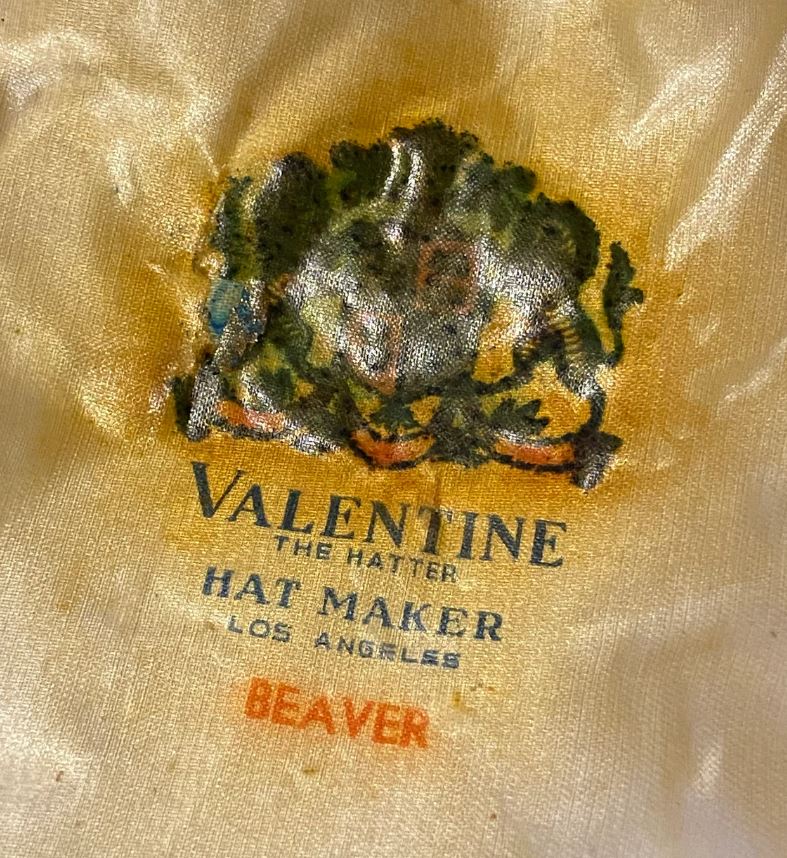 VALENTINE
THE HATTER
HAT MAKER
LOS ANGELES
BEAVER